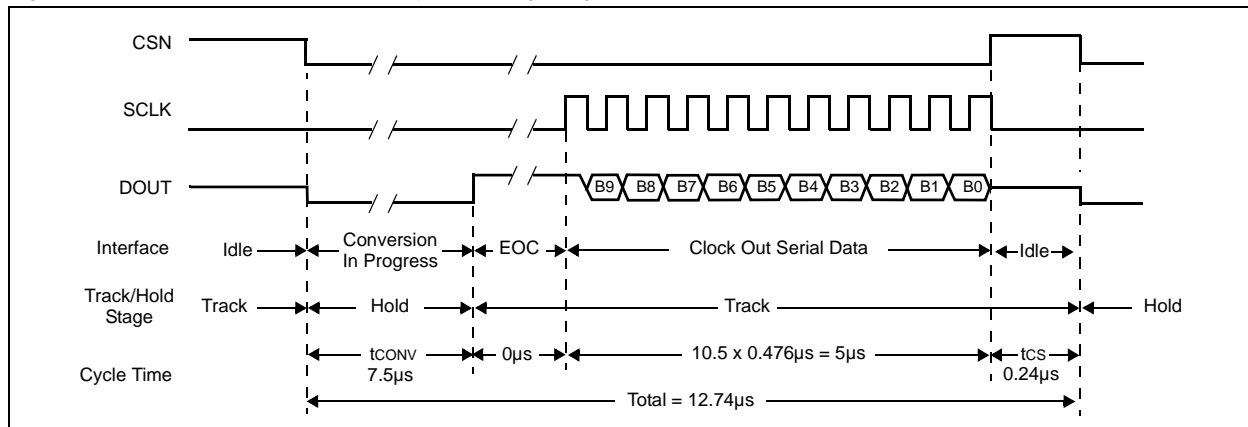 CSN
SCLK
DOUT
B9 B8 B7 B6 B5 B4 B3 B2 B1 B0
Interface
Idle
Conversion
In Progress
EOC
Clock Out Serial Data
Idle
Track/Hold
Stage
Track
Hold
Track
Hold
Cycle Time
tCONV
7.5µs
0µs
10.5 x 0.476µs = 5µs
tCS
0.24µs
Total = 12.74µs